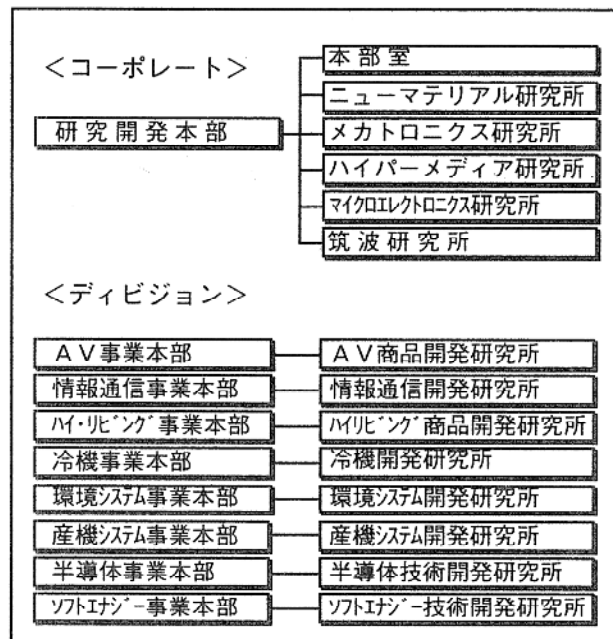 <コーポレート>
本部室
ニューマテリアル研究所
研究開発本部
メカトロニクス研究所
ハイパーメディア研究所
マイクロエレクトロニクス研究所
筑波研究所
<ディビジョン>
AV事業本部 AV商品開発研究所
情報通信事業本部 情報通信開発研究所
ハイ・リビング事業本部 ハイリビング商品開発研究所
冷機事業本部 冷機開発研究所
環境システム事業本部 環境システム開発研究所
産機システム事業本部 産機システム開発研究所
半導体事業本部 半導体技術開発研究所
ソフトエナジー事業本部 ソフトエナジー技術開発研究所